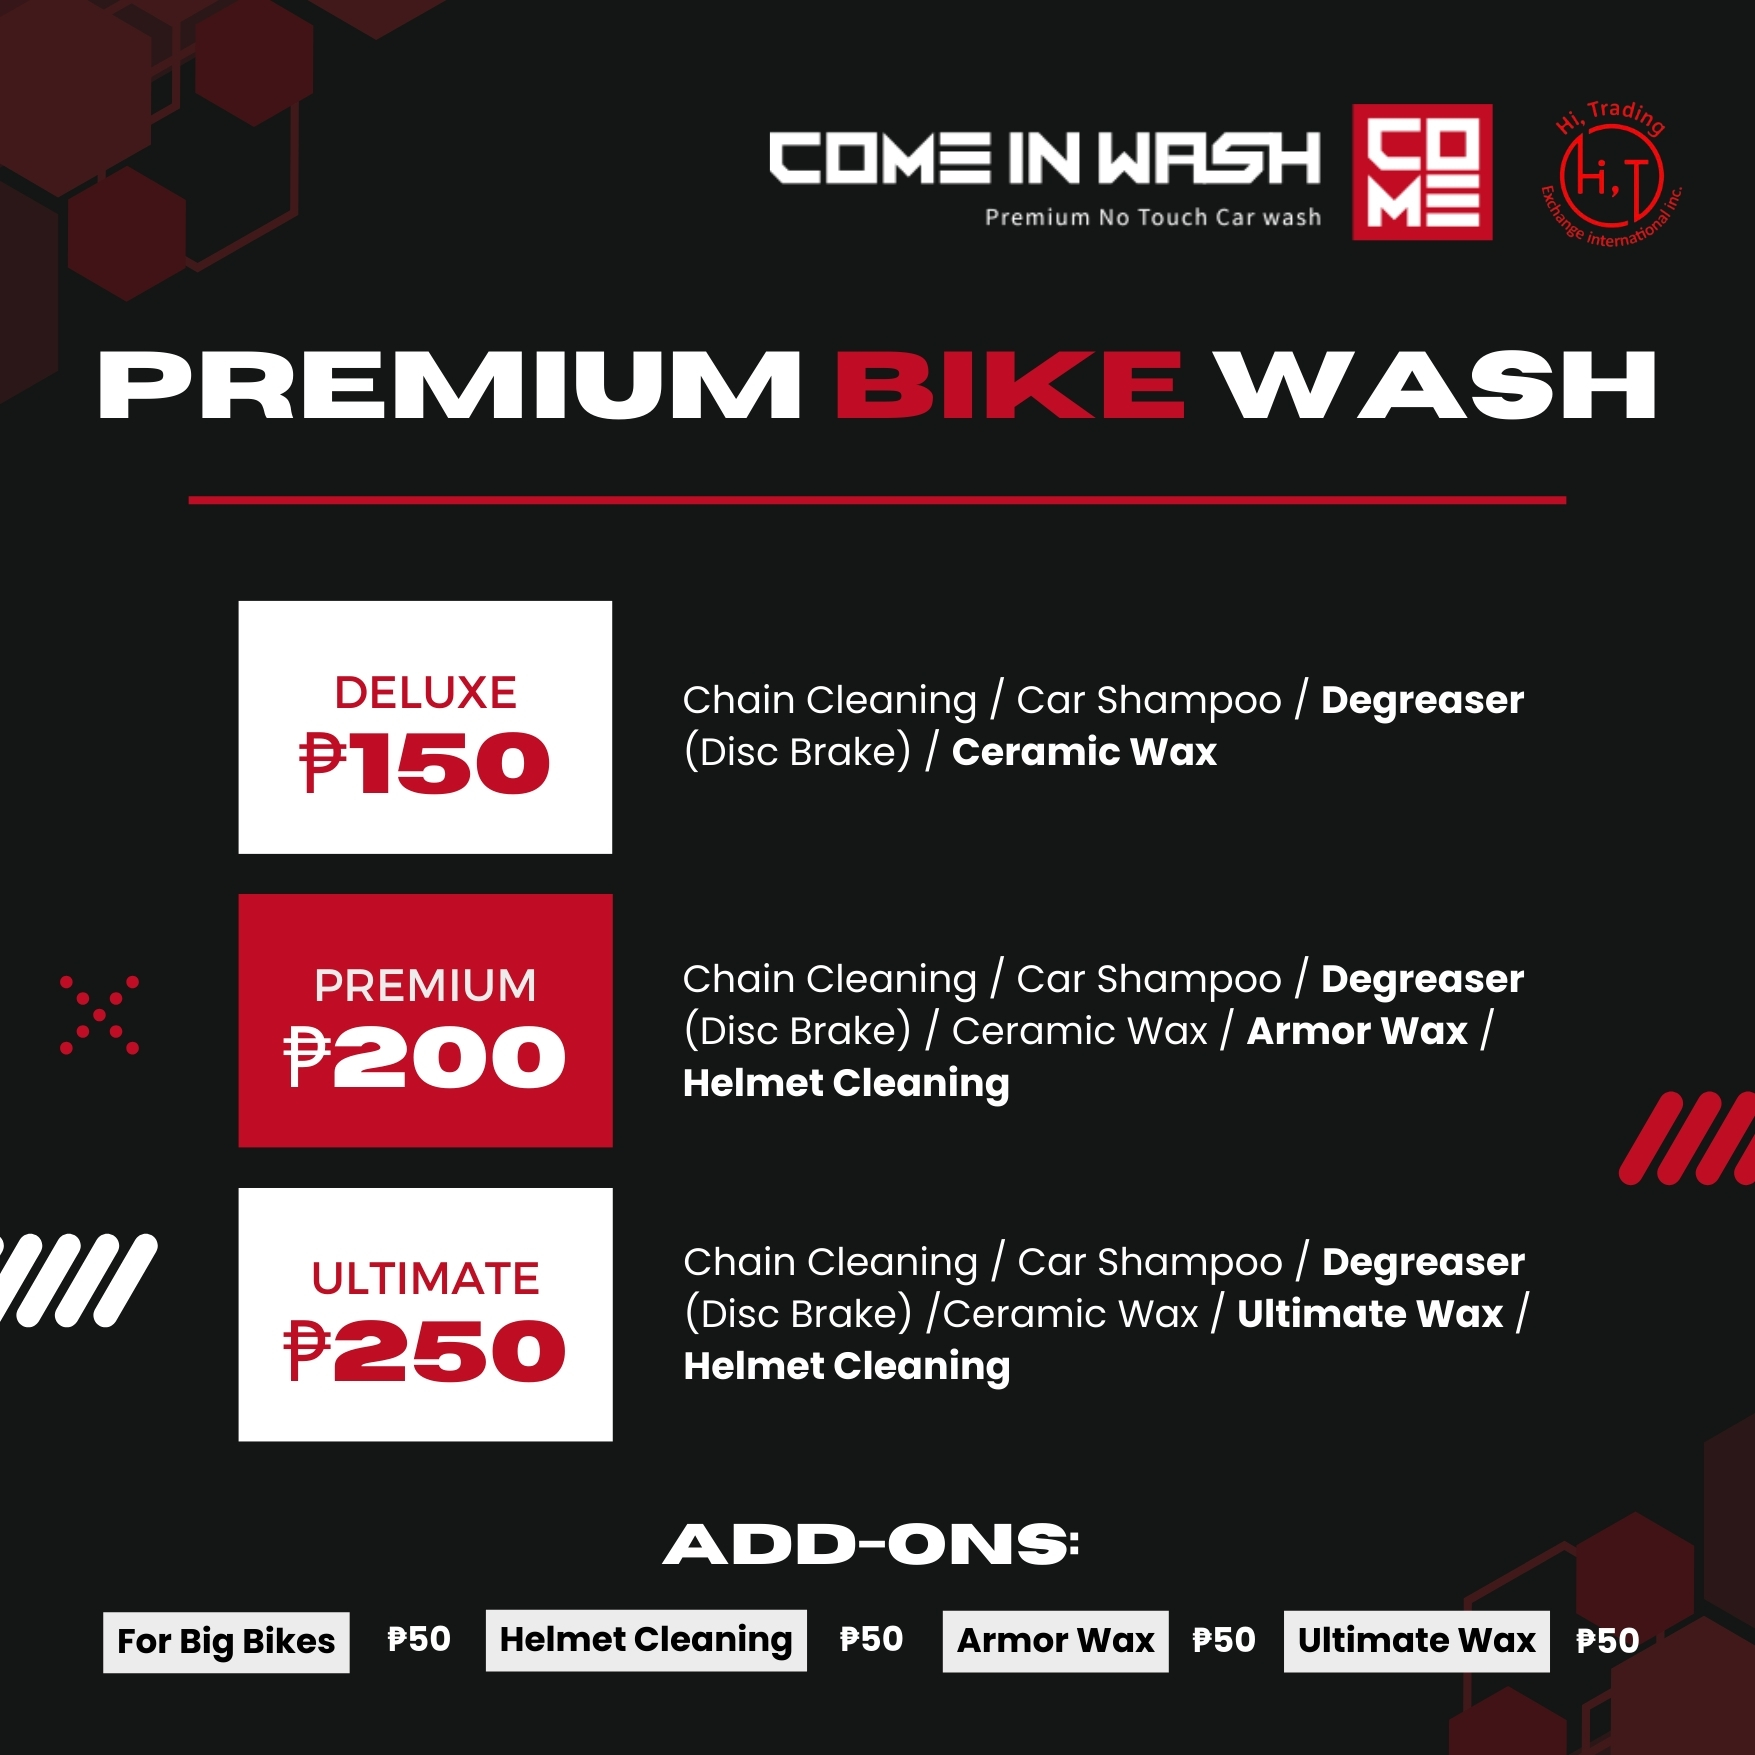 COME IN WASH
Premium No Touch Car wash
CO
ME
Hi, Trading
Hi,T
Exchange international inc.
PREMIUM BIKE WASH
DELUXE
₱150
Chain Cleaning / Car Shampoo / Degreaser
(Disc Brake) / Ceramic Wax
PREMIUM
₱200
Chain Cleaning / Car Shampoo / Degreaser
(Disc Brake) / Ceramic Wax / Armor Wax /
Helmet Cleaning
ULTIMATE
₱250
Chain Cleaning / Car Shampoo / Degreaser
(Disc Brake) /Ceramic Wax / Ultimate Wax /
Helmet Cleaning
ADD-ONS:
For Big Bikes ₱50 Helmet Cleaning ₱50 Armor Wax ₱50 Ultimate Wax ₱50